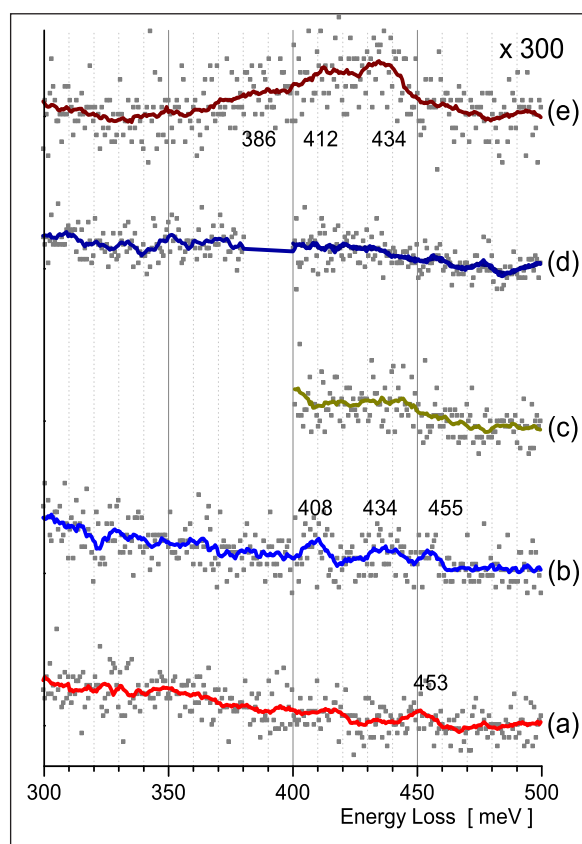 x 300
(e)
386 412 434
(d)
(c)
408 434 455
(b)
453
(a)
300 350 400 450 500
Energy Loss [ meV ]